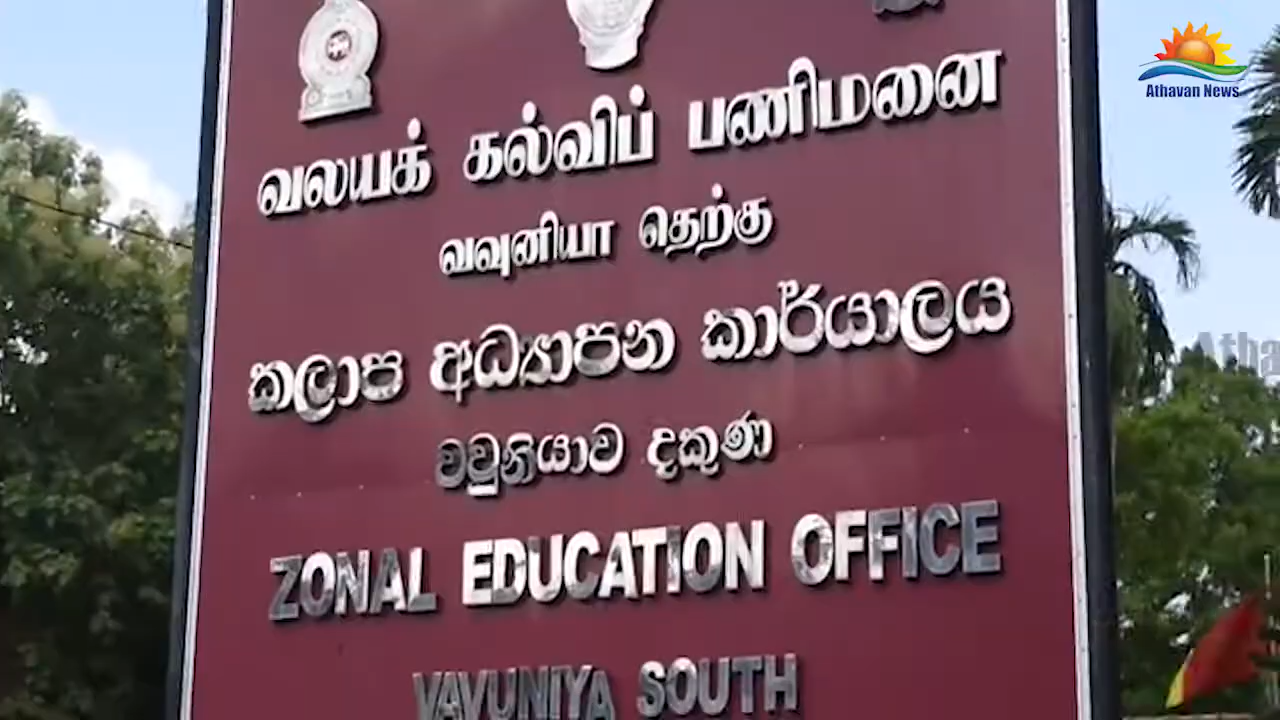 Athavan News
வலயக் கல்விப் பணிமனை
வவுனியா தெற்கு
කලාප අධ්‍යාපන කාර්යාලය
වවුනියාව දකුණ
ZONAL EDUCATION OFFICE
VAVUNIYA SOUTH